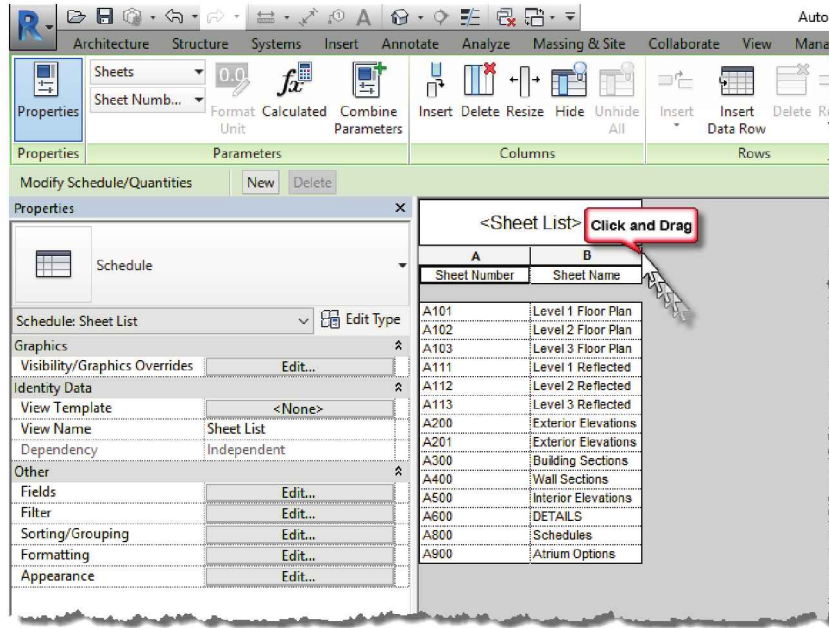 Auto
Architecture Structure Systems Insert Annotate Analyze Massing & Site Collaborate View Mana
Sheets
Sheet Numb...
Properties
Format Unit
Calculated
Combine Parameters
Insert Delete Resize Hide Unhide All
Insert
Insert Data Row
Delete
Properties Parameters Columns Rows
Modify Schedule/Quantities New Delete
Properties
Schedule
Schedule: Sheet List Edit Type
Graphics
Visibility/Graphics Overrides Edit...
Identity Data
View Template <None>
View Name Sheet List
Dependency Independent
Other
Fields Edit...
Filter Edit...
Sorting/Grouping Edit...
Formatting Edit...
Appearance Edit...
<Sheet List> Click and Drag
A B
Sheet Number Sheet Name
A101 Level 1 Floor Plan
A102 Level 2 Floor Plan
A103 Level 3 Floor Plan
A111 Level 1 Reflected
A112 Level 2 Reflected
A113 Level 3 Reflected
A200 Exterior Elevations
A201 Exterior Elevations
A300 Building Sections
A400 Wall Sections
A500 Interior Elevations
A600 DETAILS
A800 Schedules
A900 Atrium Options